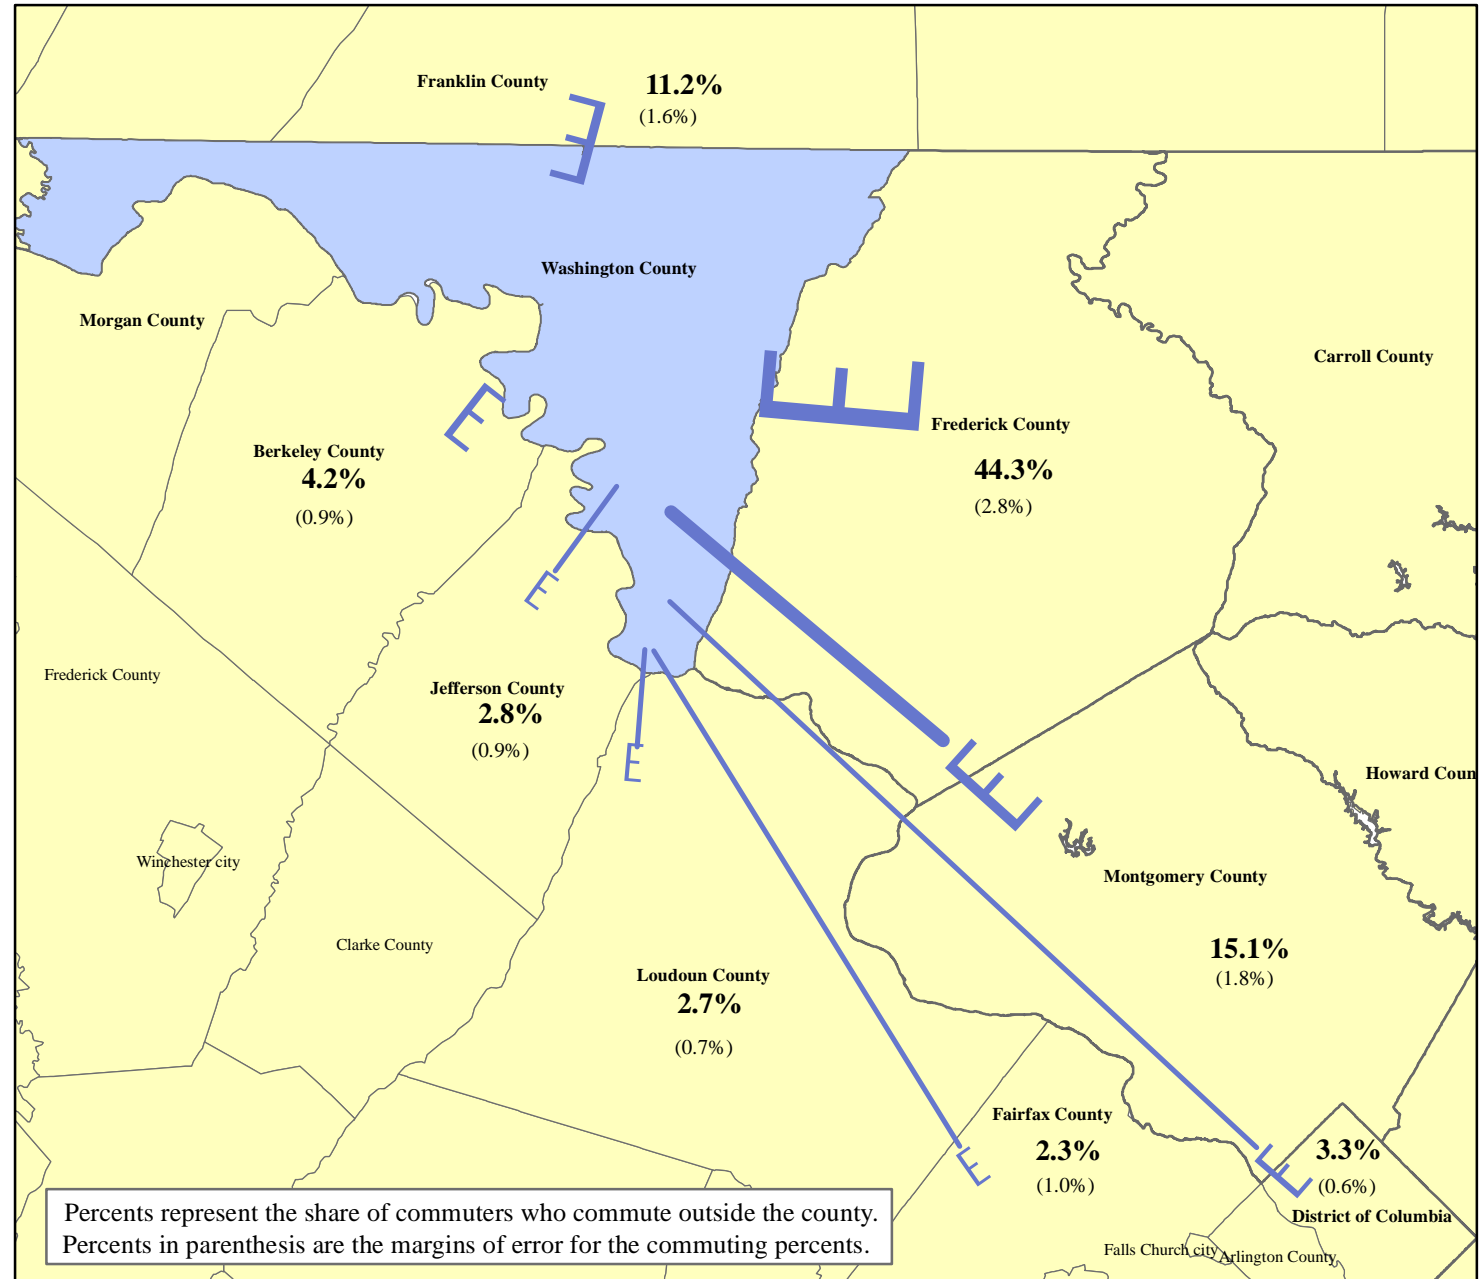 Franklin County
11.2%
(1.6%)
Washington County
Morgan County
Carroll County
Frederick County
44.3%
(2.8%)
Berkeley County
4.2%
(0.9%)
Frederick County
Jefferson County
2.8%
(0.9%)
Howard Coun
Winchester city
Montgomery County
15.1%
(1.8%)
Clarke County
Loudoun County
2.7%
(0.7%)
Fairfax County
2.3%
(1.0%)
3.3%
(0.6%)
District of Columbia
Falls Church city
Arlington County
Percents represent the share of commuters who commute outside the county.
Percents in parenthesis are the margins of error for the commuting percents.